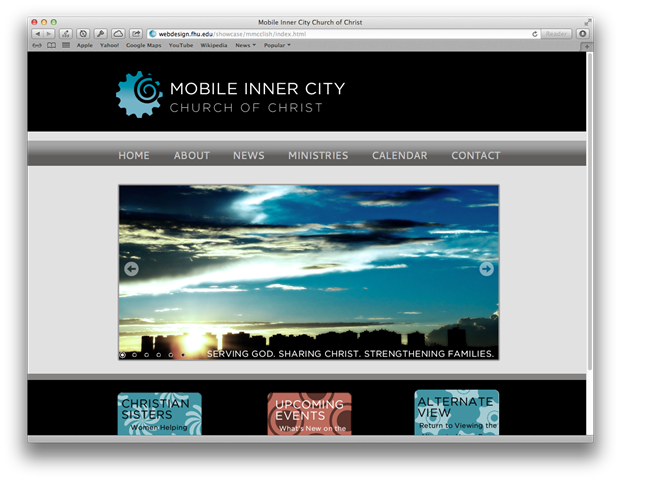 Mobile Inner City Church of Christ
webdesign.fhu.edu/showcase/mmcclish/index.html
Reader
Apple Yahoo! Google Maps YouTube Wikipedia News Popular
MOBILE INNER CITY
CHURCH OF CHRIST
HOME ABOUT NEWS MINISTRIES CALENDAR CONTACT
SERVING GOD. SHARING CHRIST. STRENGTHENING FAMILIES.
CHRISTIAN
SISTERS
Women Helping
UPCOMING
EVENTS
What's New on the
ALTERNATE
VIEW
Return to Viewing the